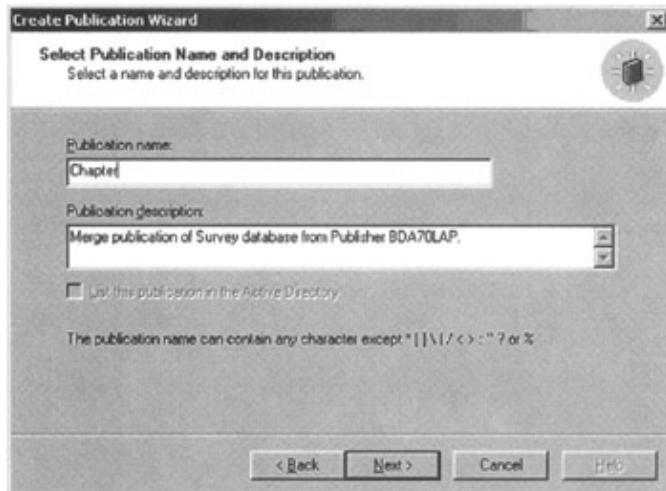 Create Publication Wizard
Select Publication Name and Description
Select a name and description for this publication.
Publication name:
Chapter
Publication description:
Merge publication of Survey database from Publisher BDA70LAP.
List this publication in the Active Directory
The publication name can contain any character except * [ ] \ | / < > : " ? or %
< Back
Next >
Cancel
Help